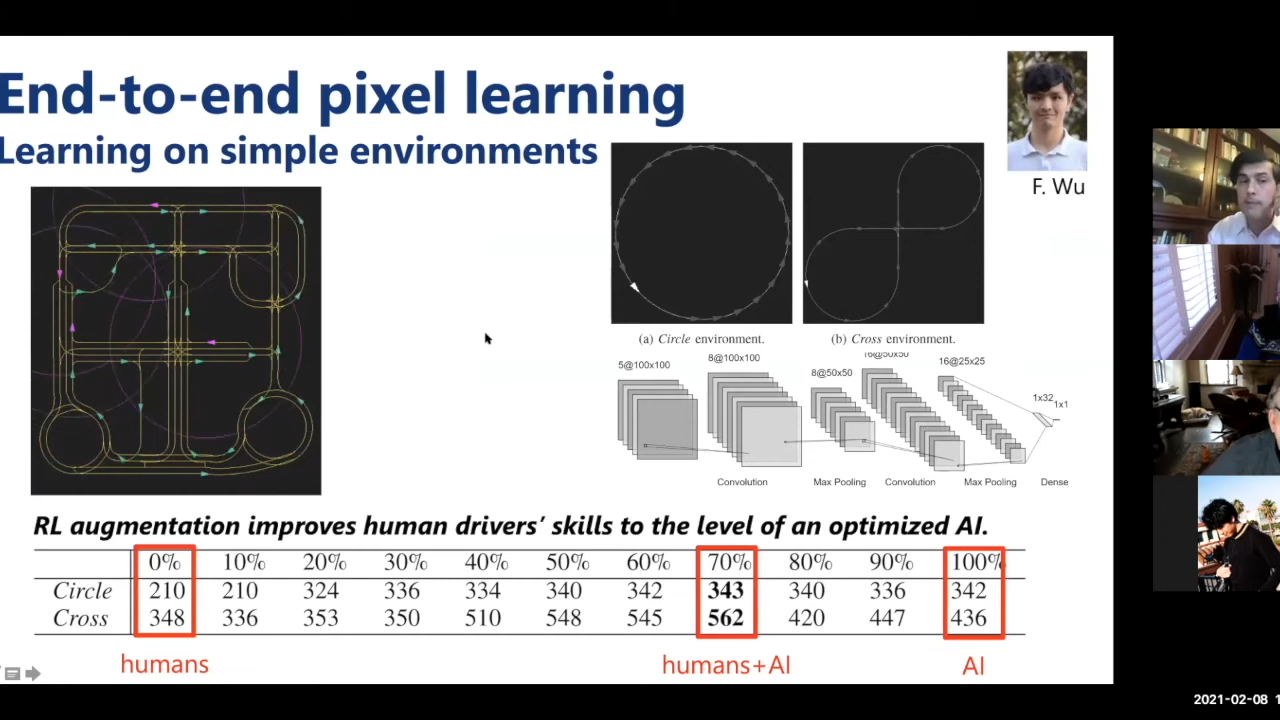 End-to-end pixel learning
Learning on simple environments
F. Wu
(a) Circle environment.
(b) Cross environment.
5@100x100
8@100x100
8@50x50
16@50x50
16@25x25
1x32
1x1
Convolution
Max Pooling
Convolution
Max Pooling
Dense
RL augmentation improves human drivers' skills to the level of an optimized AI.
0% 10% 20% 30% 40% 50% 60% 70% 80% 90% 100%
Circle 210 210 324 336 334 340 342 343 340 336 342
Cross 348 336 353 350 510 548 545 562 420 447 436
humans
humans+AI
AI
2021-02-08 1